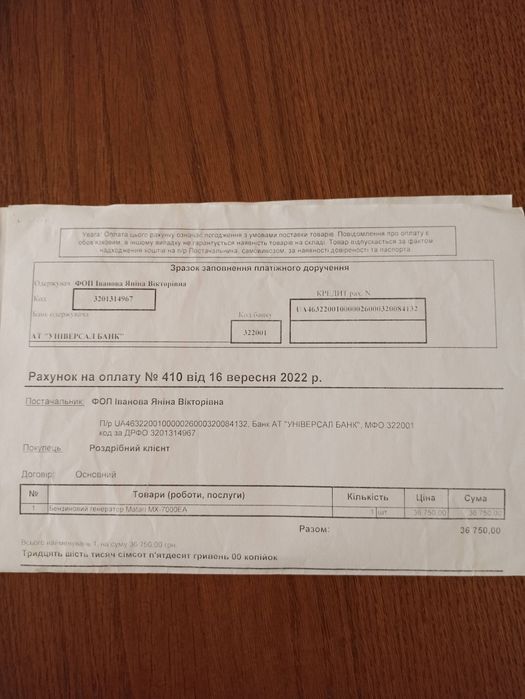 Увага! Оплата цього рахунку означає погодження з умовами поставки товарів. Повідомлення про оплату є
обов'язковим, в іншому випадку не гарантується наявність товарів на складі. Товар відпускається за фактом
надходження коштів на п/р Постачальника, самовивозом, за наявності довіреності та паспорта.
Зразок заповнення платіжного доручення
Одержувач ФОП Іванова Яніна Вікторівна
Код 3201314967
КРЕДИТ рах. N
Банк одержувача Код банку
АТ "УНІВЕРСАЛ БАНК" 322001 UA463220010000026000320084132
Рахунок на оплату № 410 від 16 вересня 2022 р.
Постачальник: ФОП Іванова Яніна Вікторівна
П/р UA463220010000026000320084132, Банк АТ "УНІВЕРСАЛ БАНК", МФО 322001
код за ДРФО 3201314967
Покупець: Роздрібний клієнт
Договір: Основний
№ Товари (роботи, послуги) Кількість Ціна Сума
1 Бензиновий генератор Matari MX-7000EA 1 шт 36 750,00 36 750,00
Разом: 36 750,00
Всього найменувань 1, на суму 36 750,00 грн.
Тридцять шість тисяч сімсот п'ятдесят гривень 00 копійок